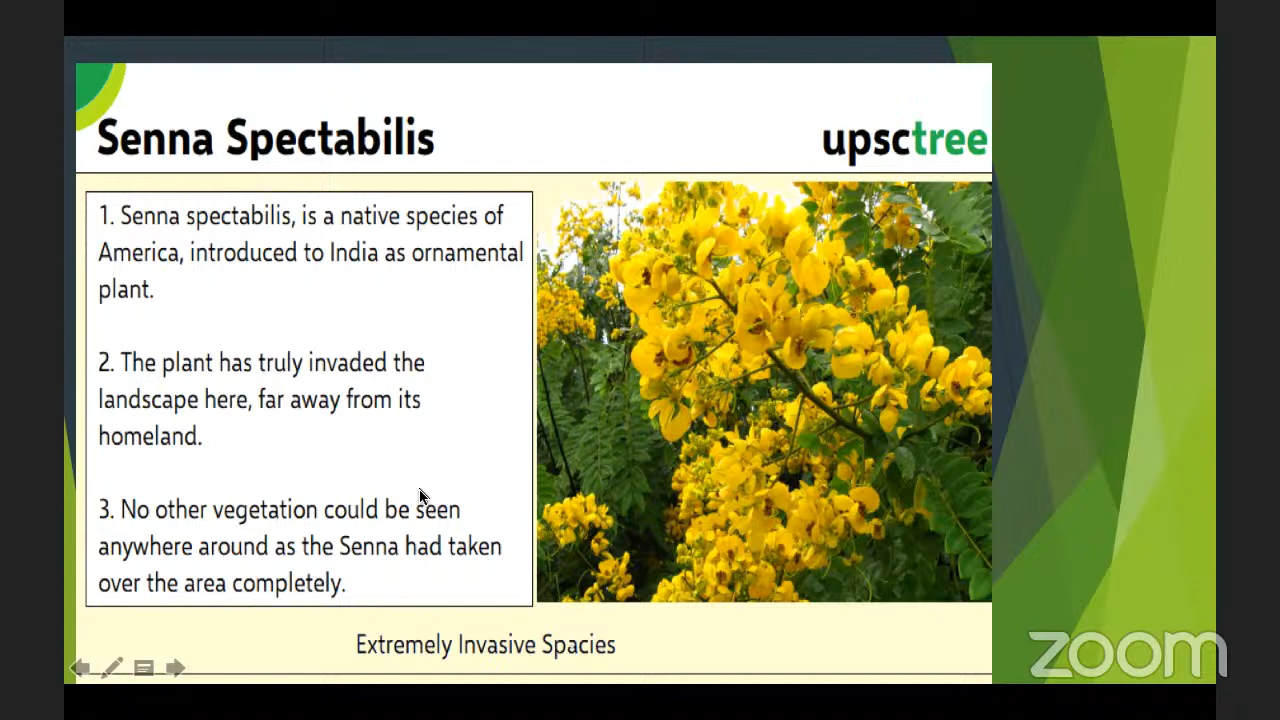 Senna Spectabilis
upsctree
1. Senna spectabilis, is a native species of
America, introduced to India as ornamental
plant.
2. The plant has truly invaded the
landscape here, far away from its
homeland.
3. No other vegetation could be seen
anywhere around as the Senna had taken
over the area completely.
Extremely Invasive Spacies
zoom